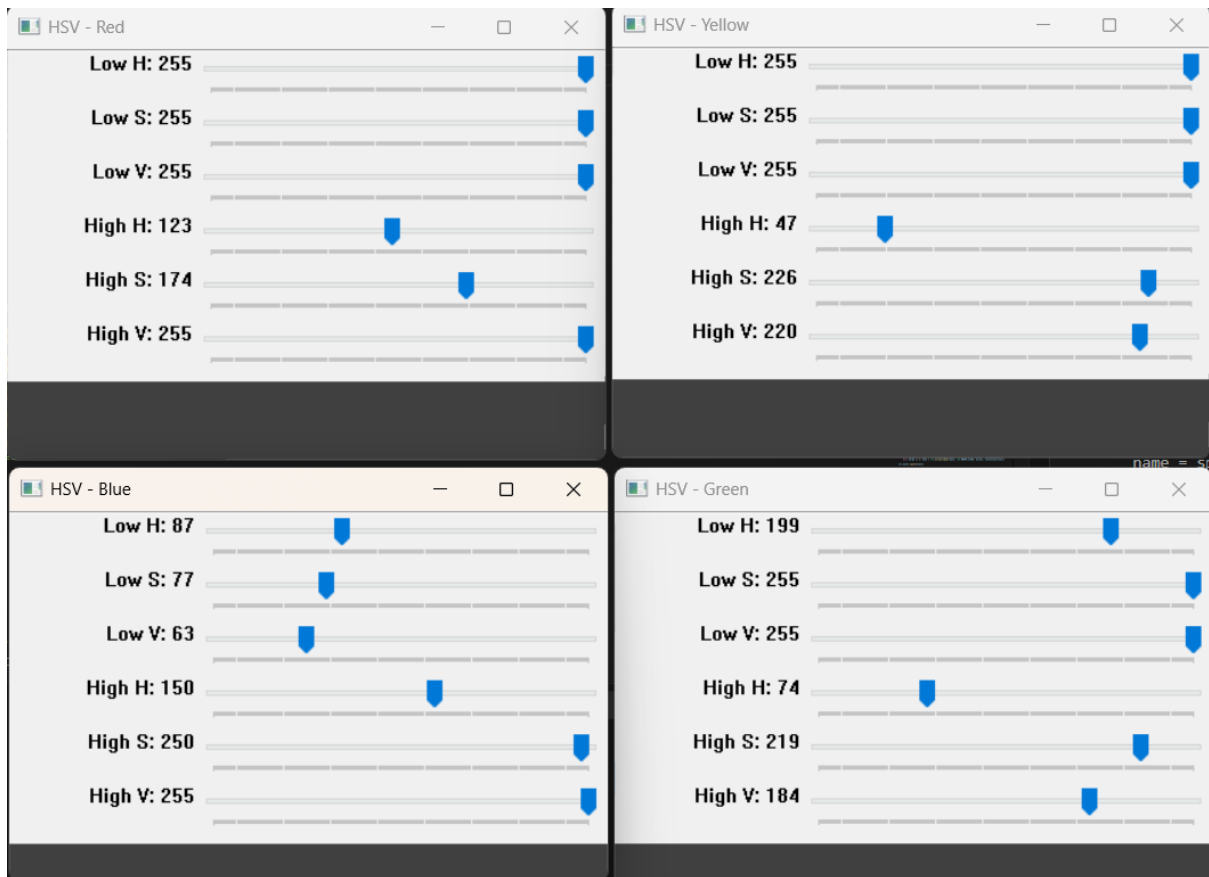 HSV - Red
Low H: 255
Low S: 255
Low V: 255
High H: 123
High S: 174
High V: 255
HSV - Yellow
Low H: 255
Low S: 255
Low V: 255
High H: 47
High S: 226
High V: 220
name = s
HSV - Blue
Low H: 87
Low S: 77
Low V: 63
High H: 150
High S: 250
High V: 255
HSV - Green
Low H: 199
Low S: 255
Low V: 255
High H: 74
High S: 219
High V: 184